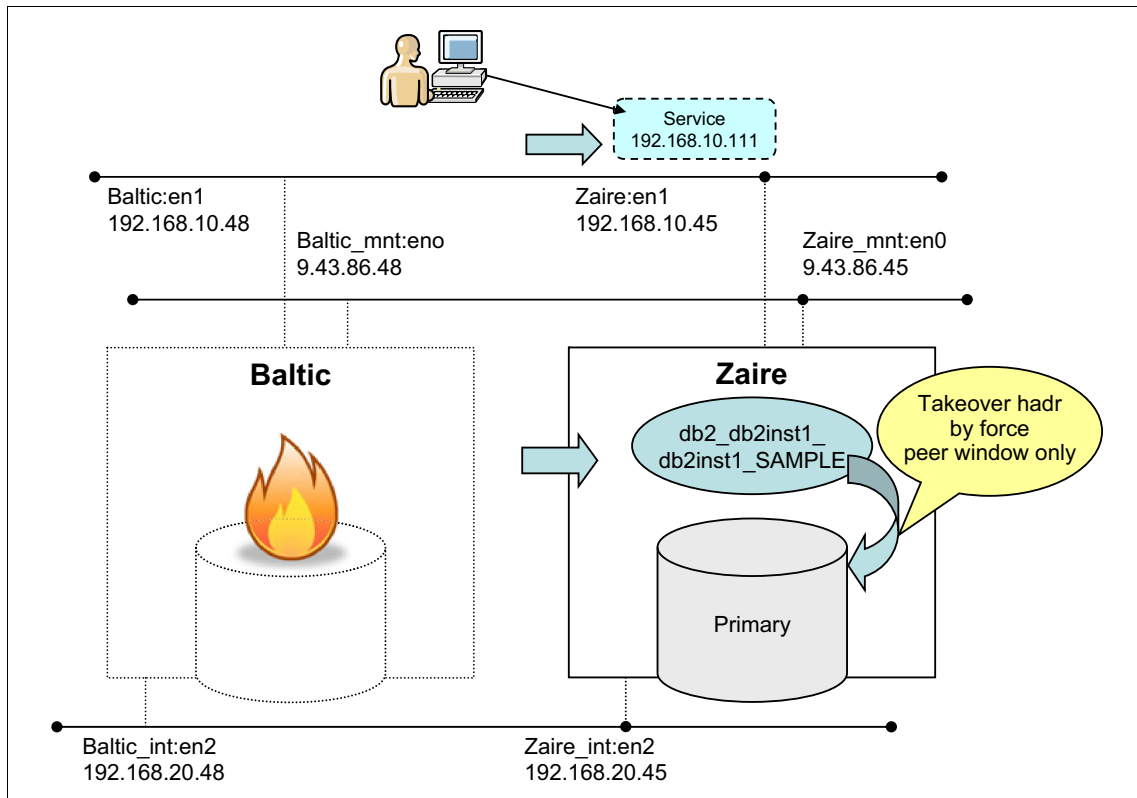 Service
192.168.10.111
Baltic:en1
192.168.10.48
Zaire:en1
192.168.10.45
Baltic_mnt:eno
9.43.86.48
Zaire_mnt:en0
9.43.86.45
Baltic
Zaire
db2_db2inst1_
db2inst1_SAMPLE
Takeover hadr
by force
peer window only
Primary
Baltic_int:en2
192.168.20.48
Zaire_int:en2
192.168.20.45